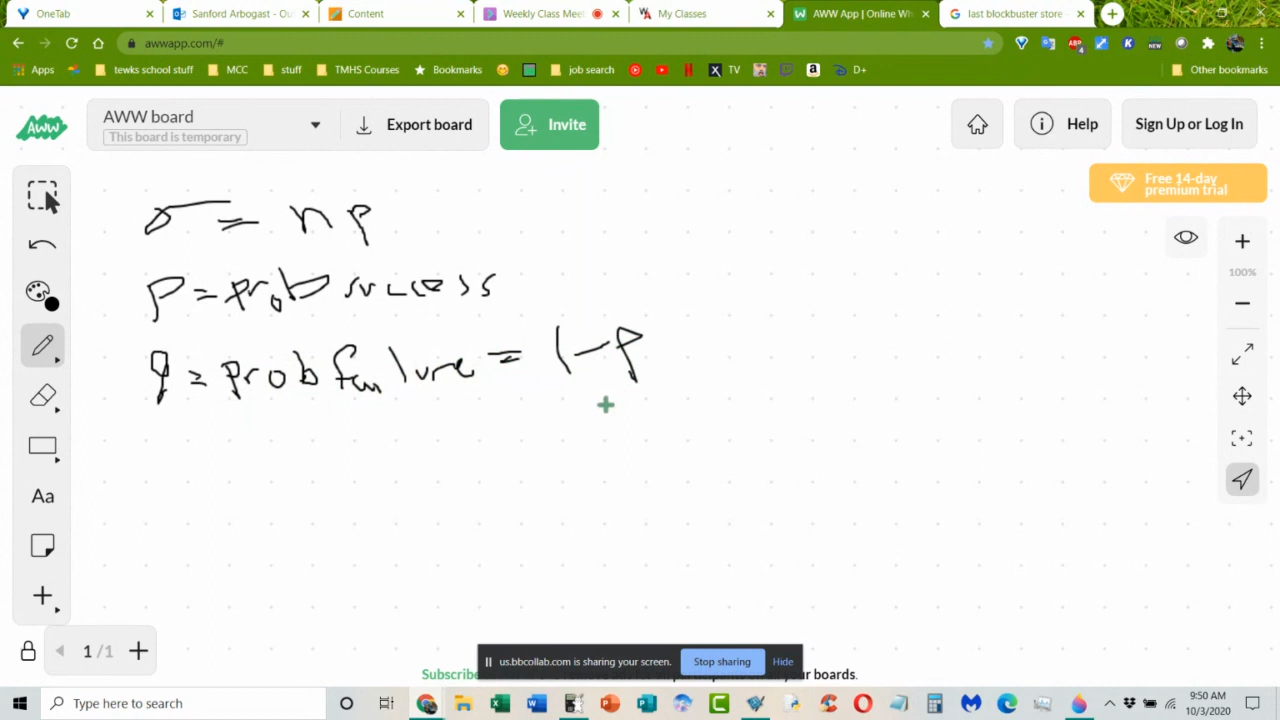 OneTab
Sanford Arbogast - Ou
Content
Weekly Class Meet
My Classes
AWW App | Online Wh
last blockbuster store -
awwapp.com/#
Apps
tewks school stuff
MCC
stuff
TMHS Courses
Bookmarks
job search
TV
D+
Other bookmarks
AWW
AWW board
This board is temporary
Export board
Invite
Help
Sign Up or Log In
Free 14-day
premium trial
100%
σ = np
p = prob success
q = prob failure = 1-p
Aa
1 / 1
us.bbcollab.com is sharing your screen.
Stop sharing
Hide
Subscribe
your boards.
Type here to search
9:50 AM
10/3/2020